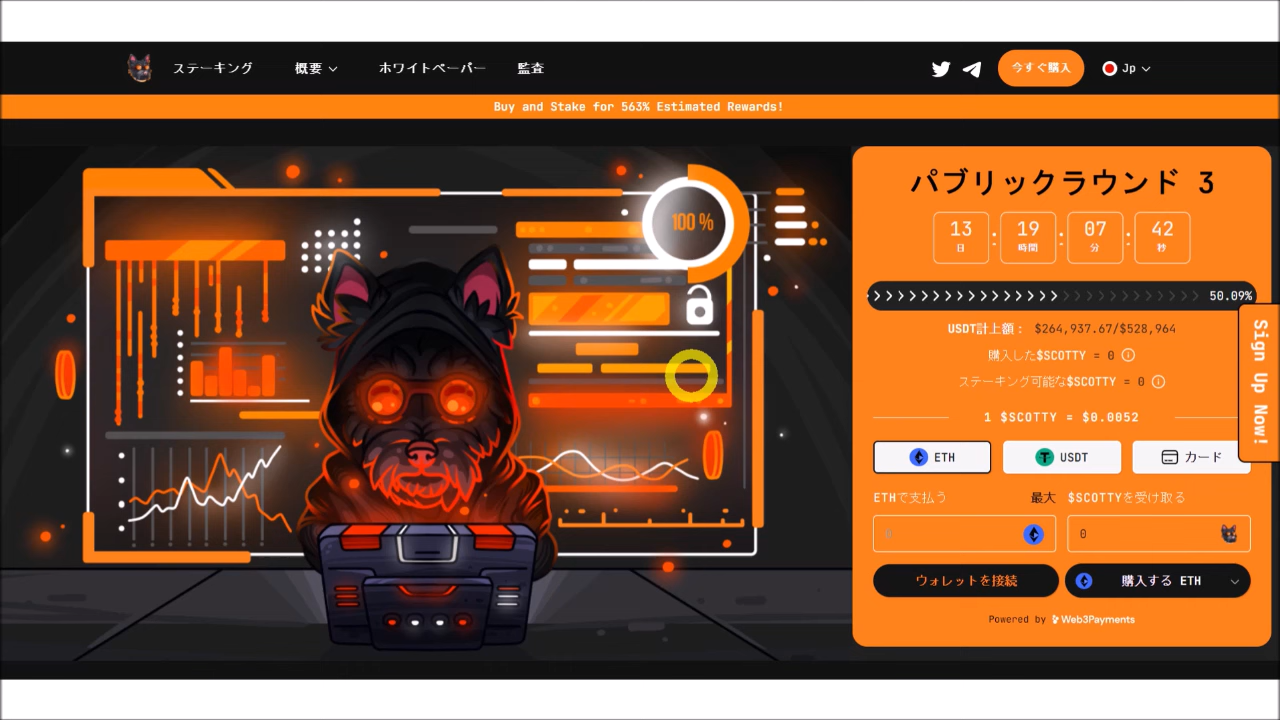 ステーキング 概要 ホワイトペーパー 監査 今すぐ購入 Jp
Buy and Stake for 563% Estimated Rewards!
100 %
パブリックラウンド 3
13 : 19 : 07 : 42
日 時間 分 秒
50.09%
USDT計上額： $264,937.67/$528,964
購入した$SCOTTY = 0
ステーキング可能な$SCOTTY = 0
1 $SCOTTY = $0.0052
ETH USDT カード
ETHで支払う 最大 $SCOTTYを受け取る
0 0
ウォレットを接続 購入する ETH
Powered by Web3Payments
Sign Up Now!